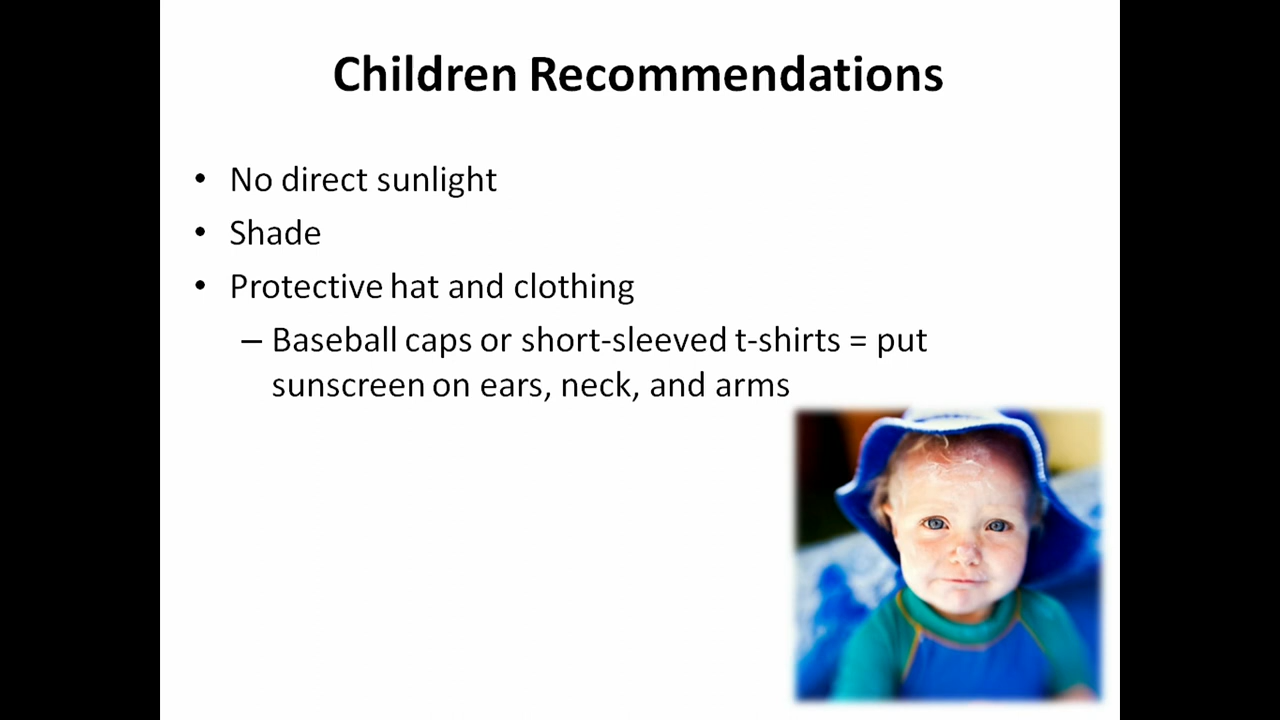 Children Recommendations
• No direct sunlight
• Shade
• Protective hat and clothing
– Baseball caps or short-sleeved t-shirts = put
sunscreen on ears, neck, and arms